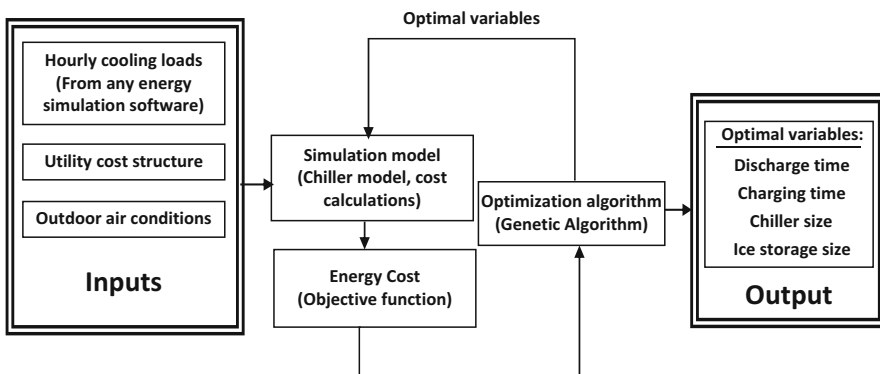 Optimal variables
Hourly cooling loads
(From any energy
simulation software)
Utility cost structure
Outdoor air conditions
Inputs
Simulation model
(Chiller model, cost
calculations)
Energy Cost
(Objective function)
Optimization algorithm
(Genetic Algorithm)
Optimal variables:
Discharge time
Charging time
Chiller size
Ice storage size
Output